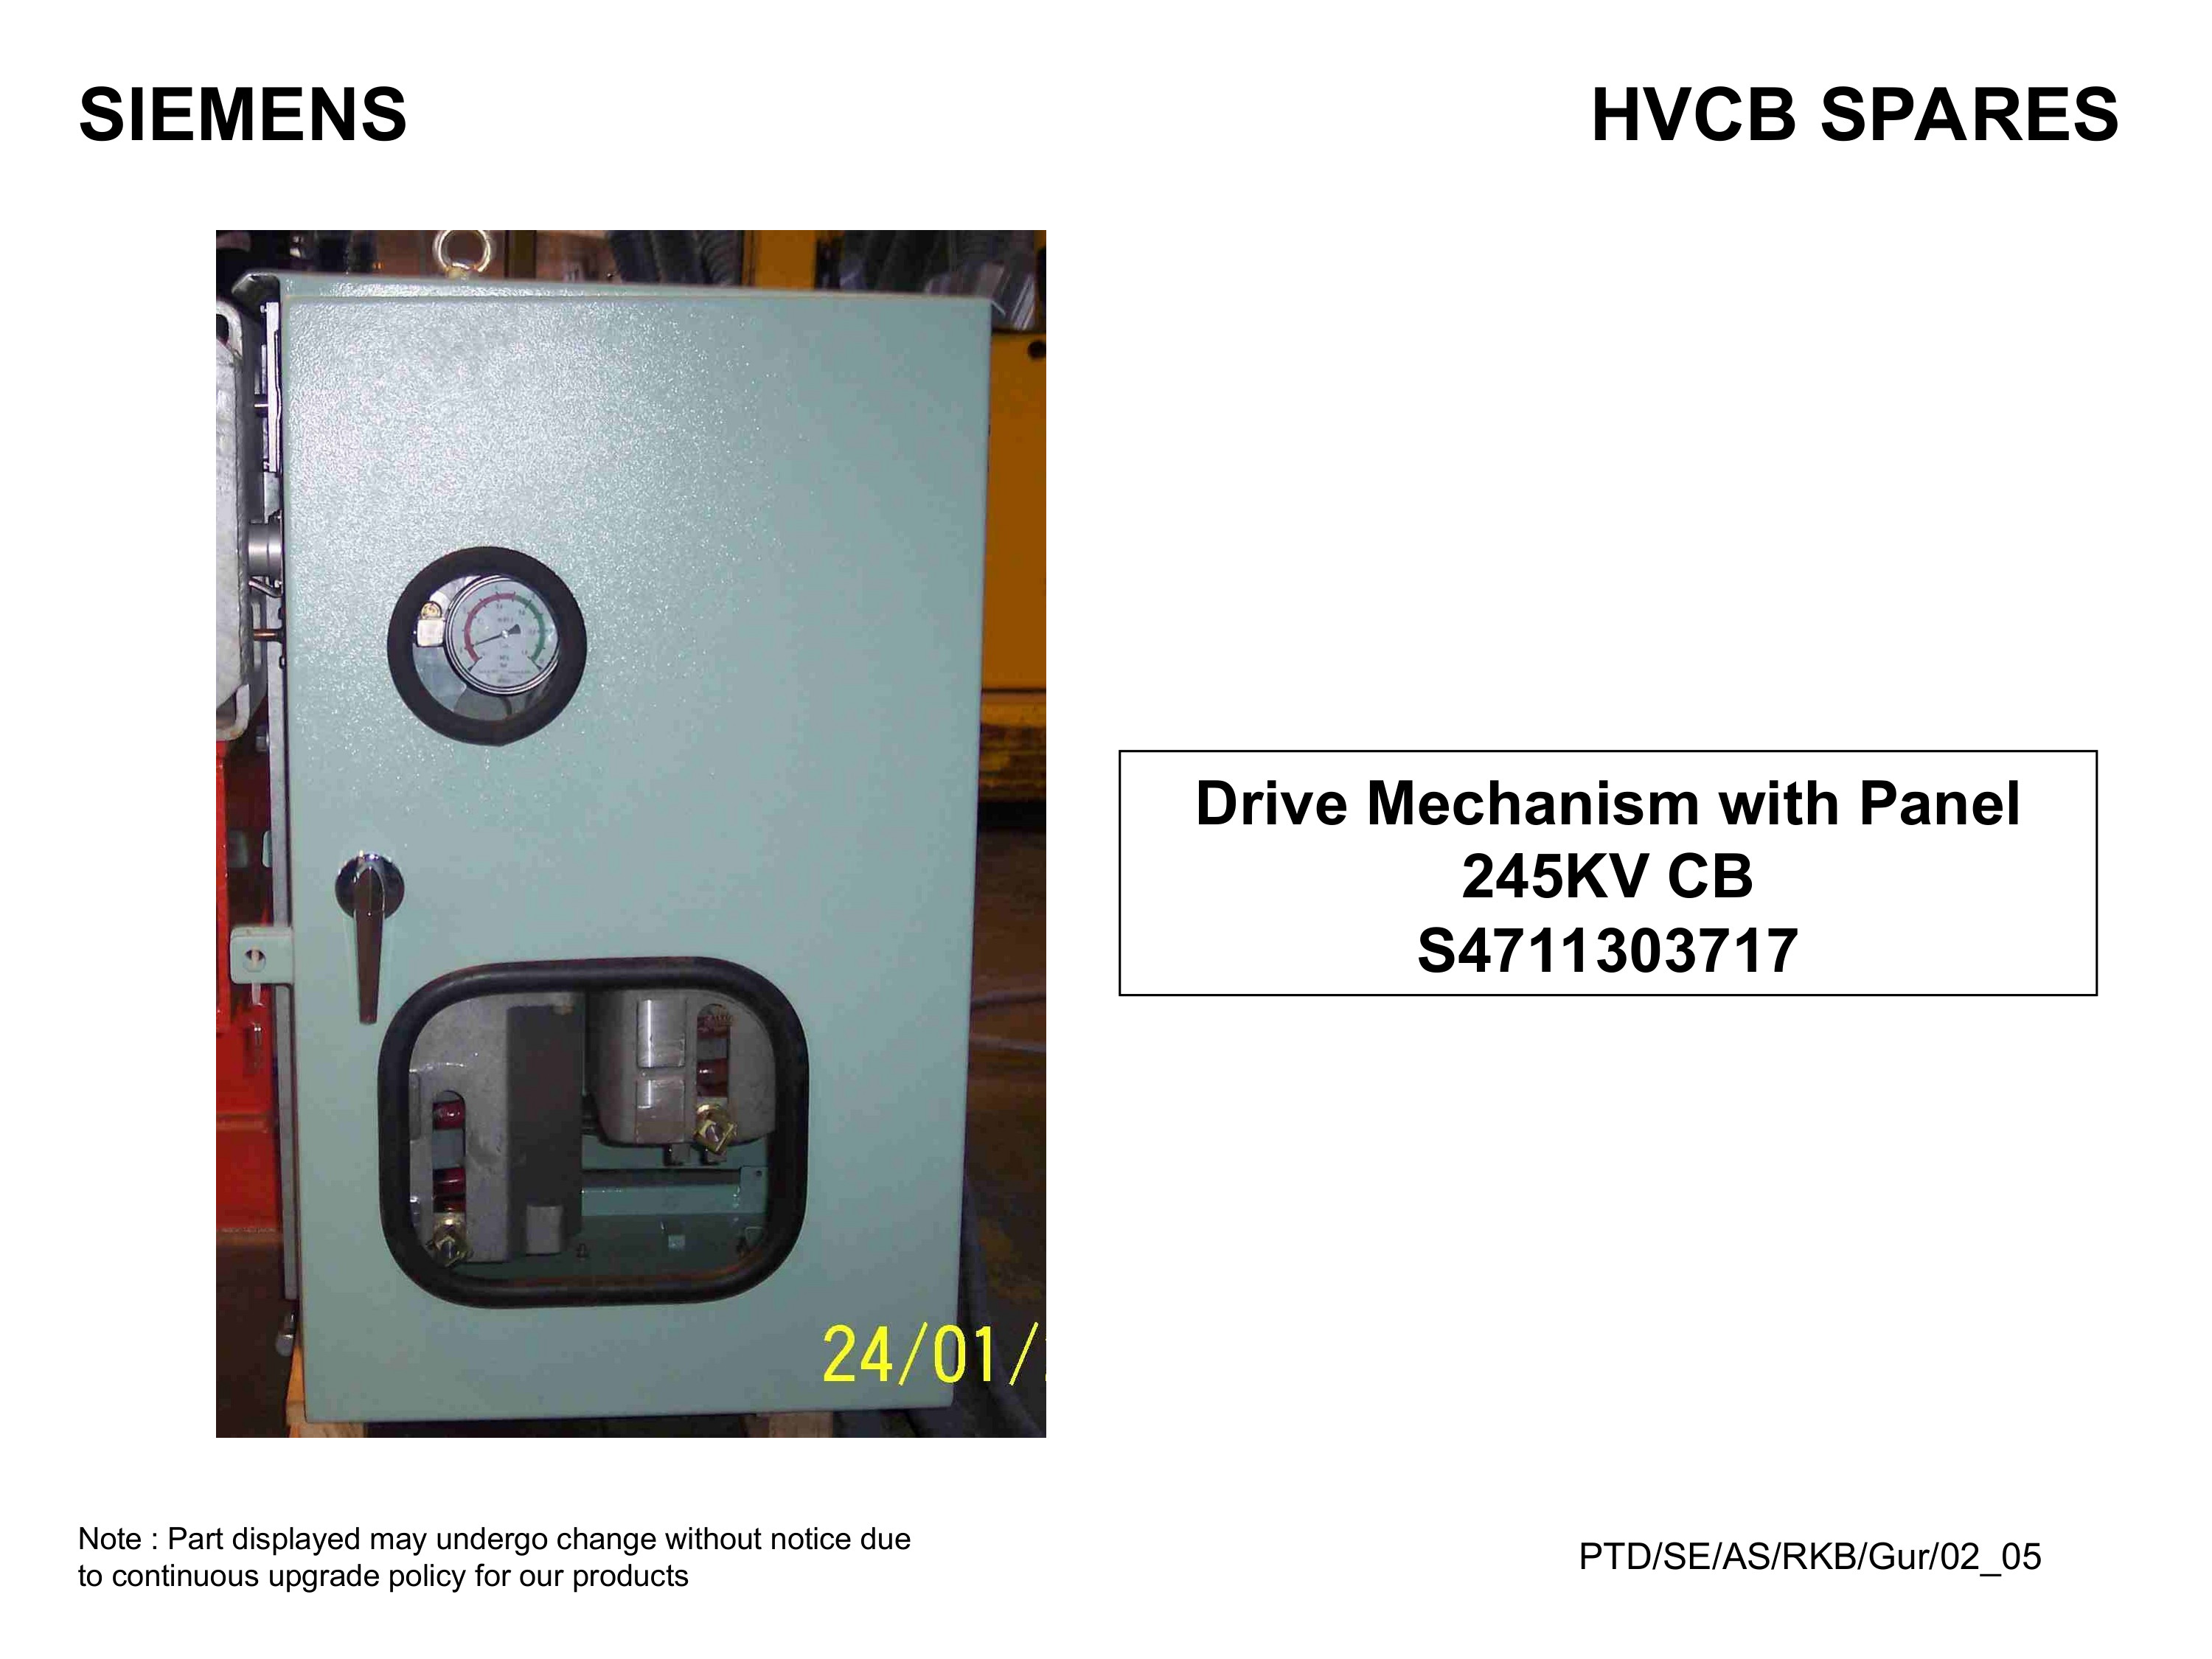 SIEMENS
HVCB SPARES
Drive Mechanism with Panel
245KV CB
S4711303717
24/01/
Note : Part displayed may undergo change without notice due
to continuous upgrade policy for our products
PTD/SE/AS/RKB/Gur/02_05